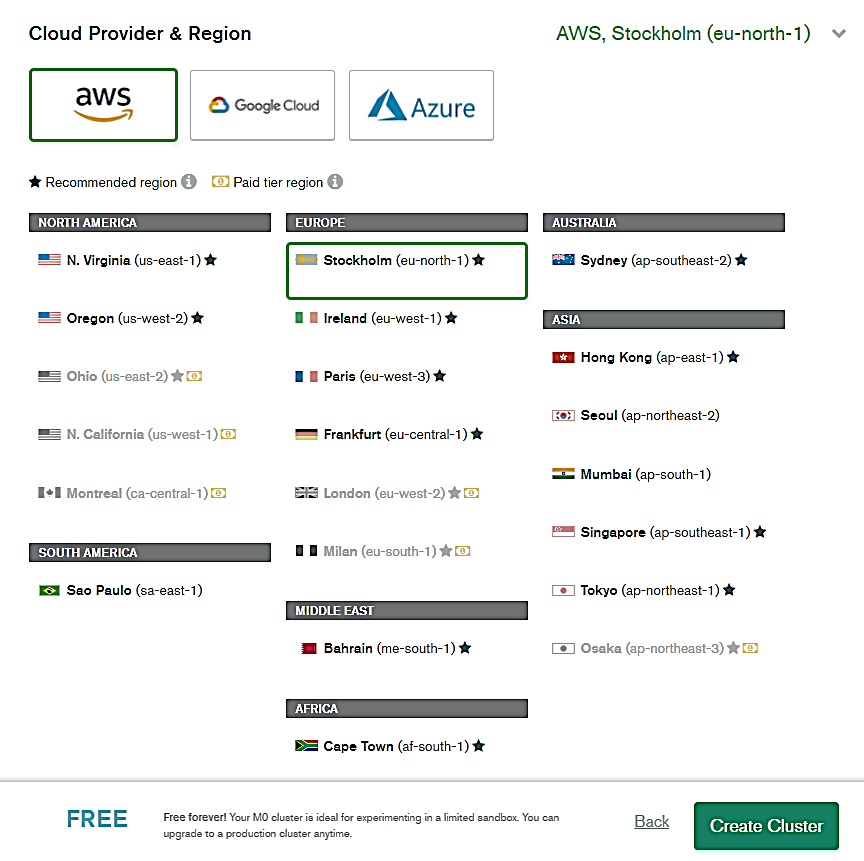 Cloud Provider & Region
AWS, Stockholm (eu-north-1)
aws
Google Cloud
Azure
Recommended region
Paid tier region
NORTH AMERICA
N. Virginia (us-east-1)
Oregon (us-west-2)
Ohio (us-east-2)
N. California (us-west-1)
Montreal (ca-central-1)
SOUTH AMERICA
Sao Paulo (sa-east-1)
EUROPE
Stockholm (eu-north-1)
Ireland (eu-west-1)
Paris (eu-west-3)
Frankfurt (eu-central-1)
London (eu-west-2)
Milan (eu-south-1)
MIDDLE EAST
Bahrain (me-south-1)
AFRICA
Cape Town (af-south-1)
AUSTRALIA
Sydney (ap-southeast-2)
ASIA
Hong Kong (ap-east-1)
Seoul (ap-northeast-2)
Mumbai (ap-south-1)
Singapore (ap-southeast-1)
Tokyo (ap-northeast-1)
Osaka (ap-northeast-3)
FREE
Free forever! Your M0 cluster is ideal for experimenting in a limited sandbox. You can
upgrade to a production cluster anytime.
Back
Create Cluster